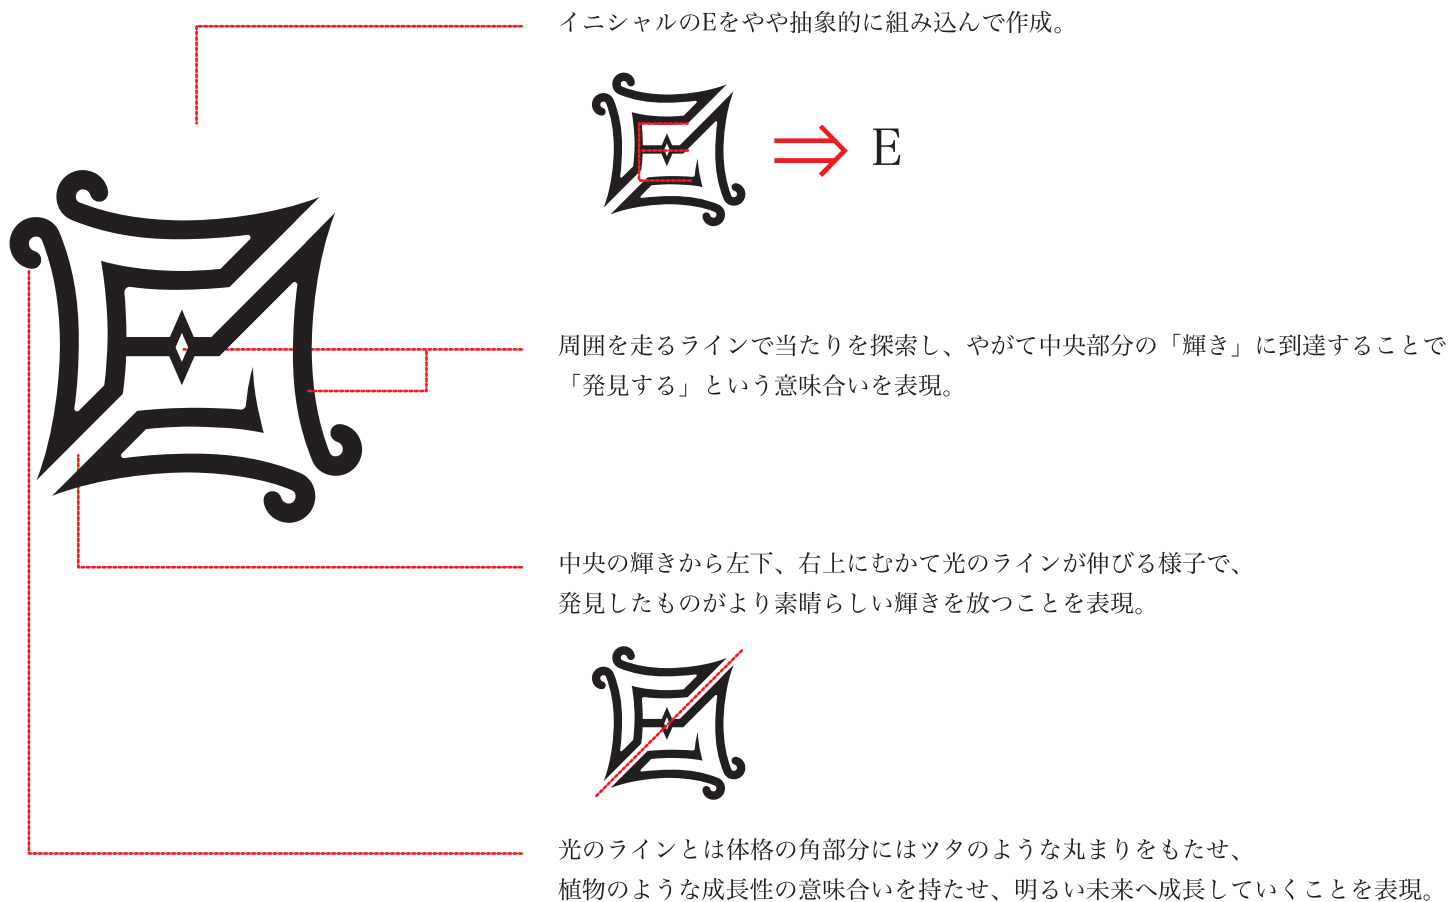 イニシャルのEをやや抽象的に組み込んで作成。
E
周囲を走るラインで当たりを探索し、やがて中央部分の「輝き」に到達することで
「発見する」という意味合いを表現。
中央の輝きから左下、右上にむかて光のラインが伸びる様子で、
発見したものがより素晴らしい輝きを放つことを表現。
光のラインとは体格の角部分にはツタのような丸まりをもたせ、
植物のような成長性の意味合いを持たせ、明るい未来へ成長していくことを表現。